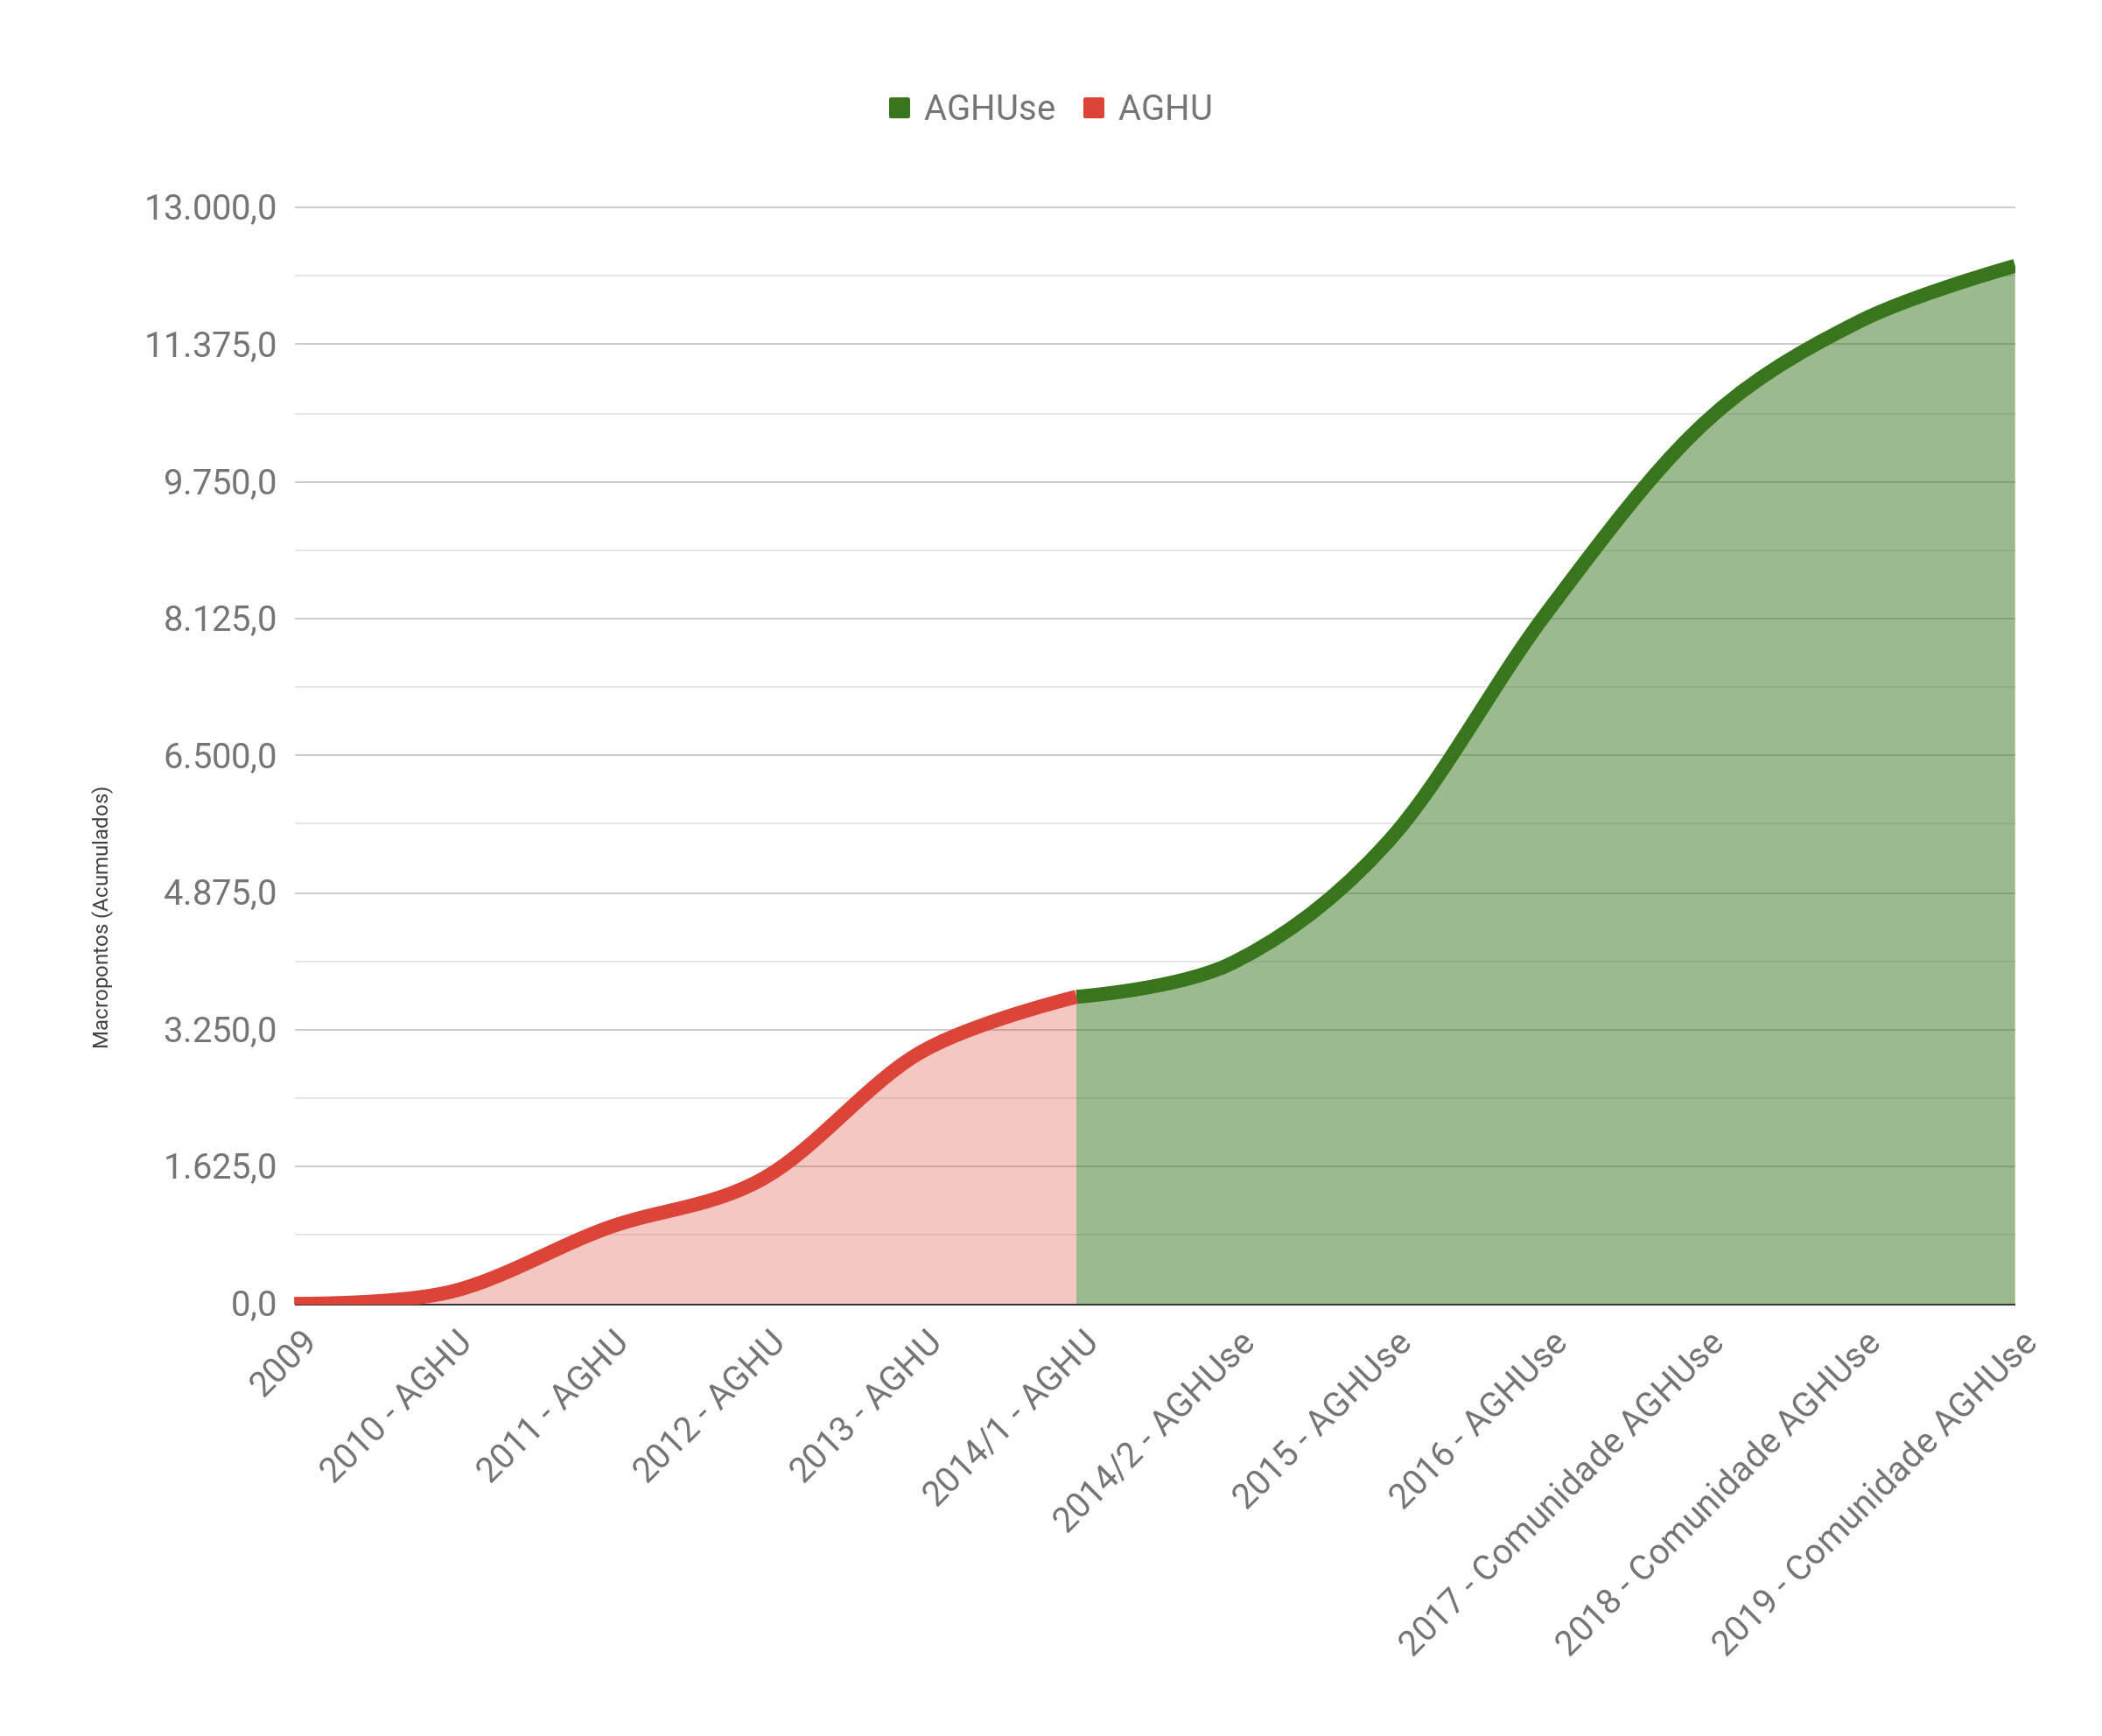 AGHUse
AGHU
Macropontos (Acumulados)
13.000,0
11.375,0
9.750,0
8.125,0
6.500,0
4.875,0
3.250,0
1.625,0
0,0
2009
2010 - AGHU
2011 - AGHU
2012 - AGHU
2013 - AGHU
2014/1 - AGHU
2014/2 - AGHUse
2015 - AGHUse
2016 - AGHUse
2017 - Comunidade AGHUse
2018 - Comunidade AGHUse
2019 - Comunidade AGHUse